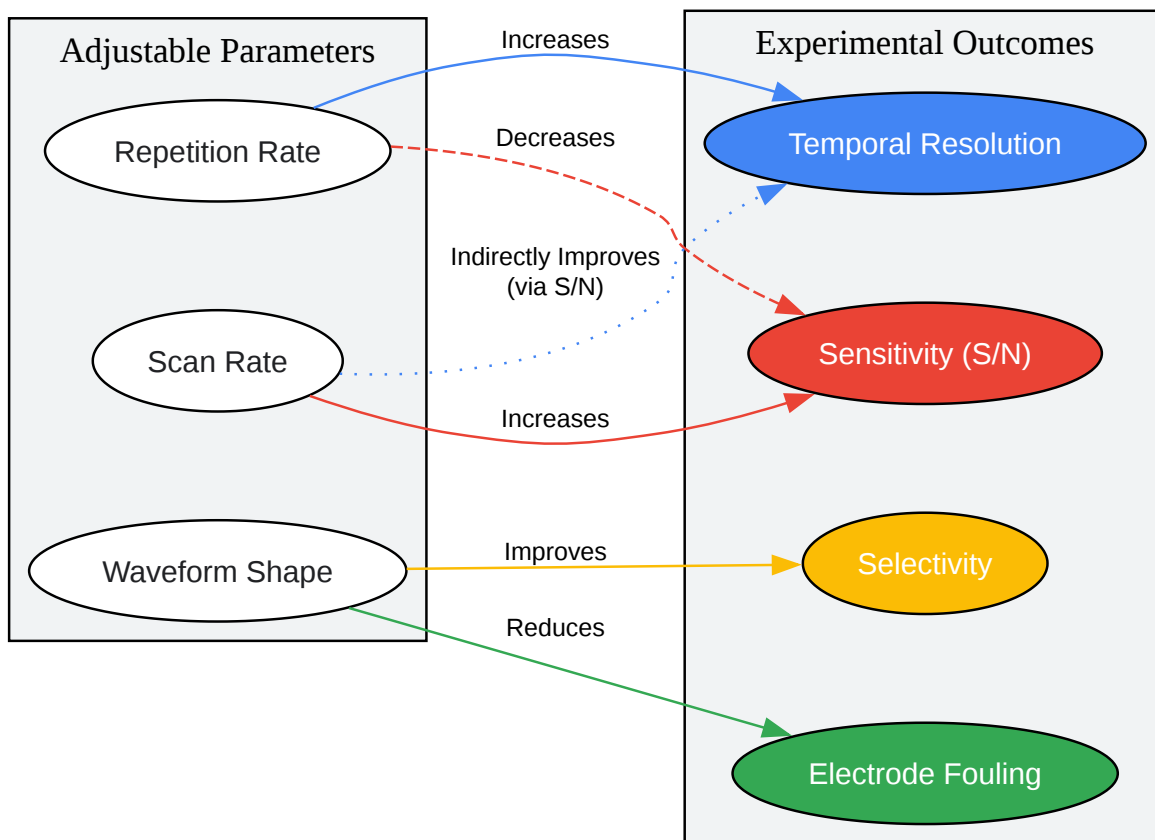 Adjustable Parameters
Experimental Outcomes
Increases
Repetition Rate
Decreases
Temporal Resolution
Indirectly Improves
(via S/N)
Scan Rate
Sensitivity (S/N)
Increases
Waveform Shape
Improves
Selectivity
Reduces
Electrode Fouling